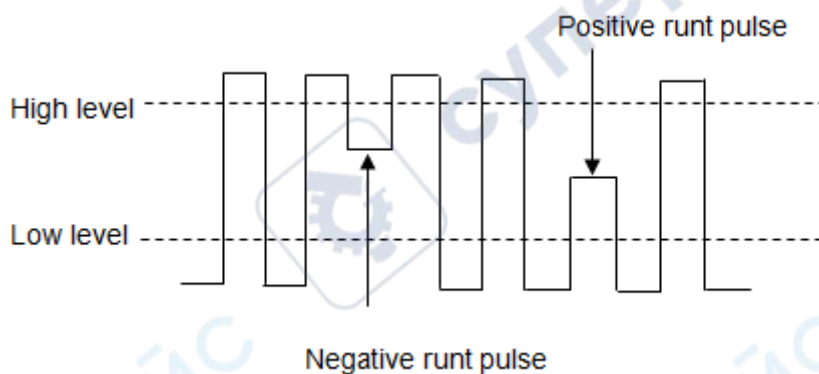 Positive runt pulse
High level
Low level
Negative runt pulse